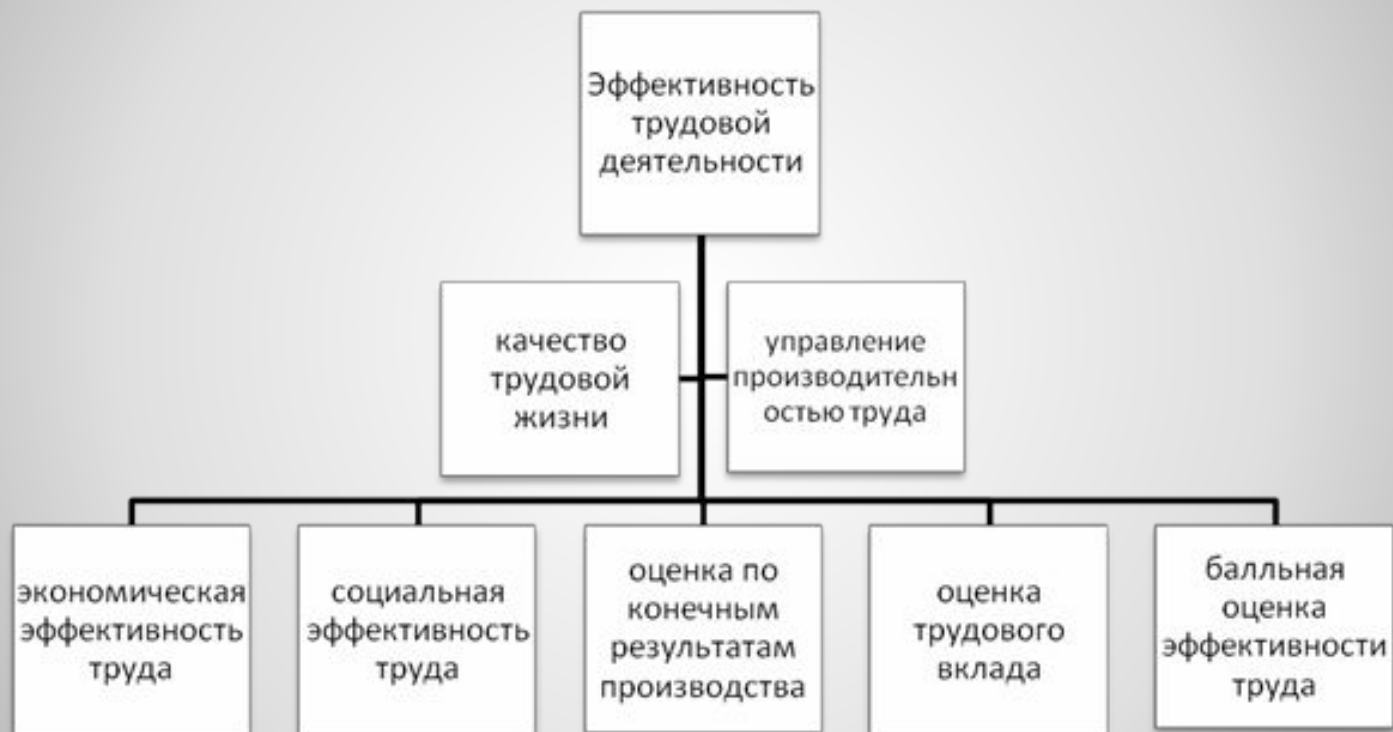 Эффективность
трудовой
деятельности
качество
трудовой
жизни
управление
производительн
остью труда
экономическая
эффективность
труда
социальная
эффективность
труда
оценка по
конечным
результатам
производства
оценка
трудового
вклада
балльная
оценка
эффективности
труда